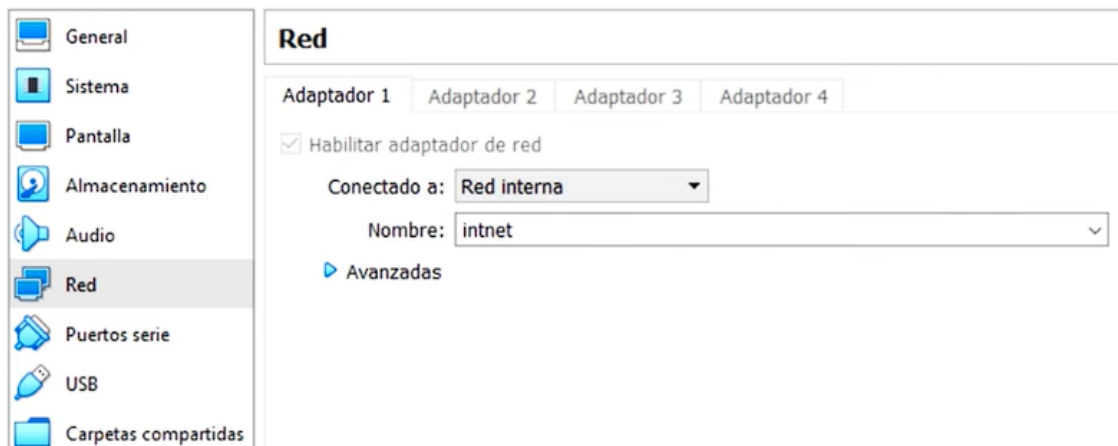 General
Sistema
Pantalla
Almacenamiento
Audio
Red
Puertos serie
USB
Carpetas compartidas
Red
Adaptador 1 Adaptador 2 Adaptador 3 Adaptador 4
Habilitar adaptador de red
Conectado a: Red interna
Nombre: intnet
Avanzadas